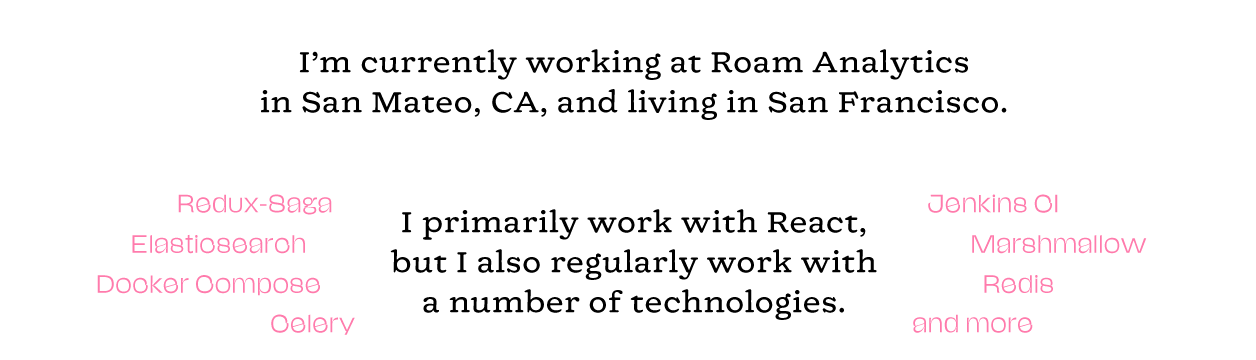 I’m currently working at Roam Analytics
in San Mateo, CA, and living in San Francisco.
Redux-Saga
Elasticsearch
Docker Compose
Celery
I primarily work with React,
but I also regularly work with
a number of technologies.
Jenkins CI
Marshmallow
Redis
and more